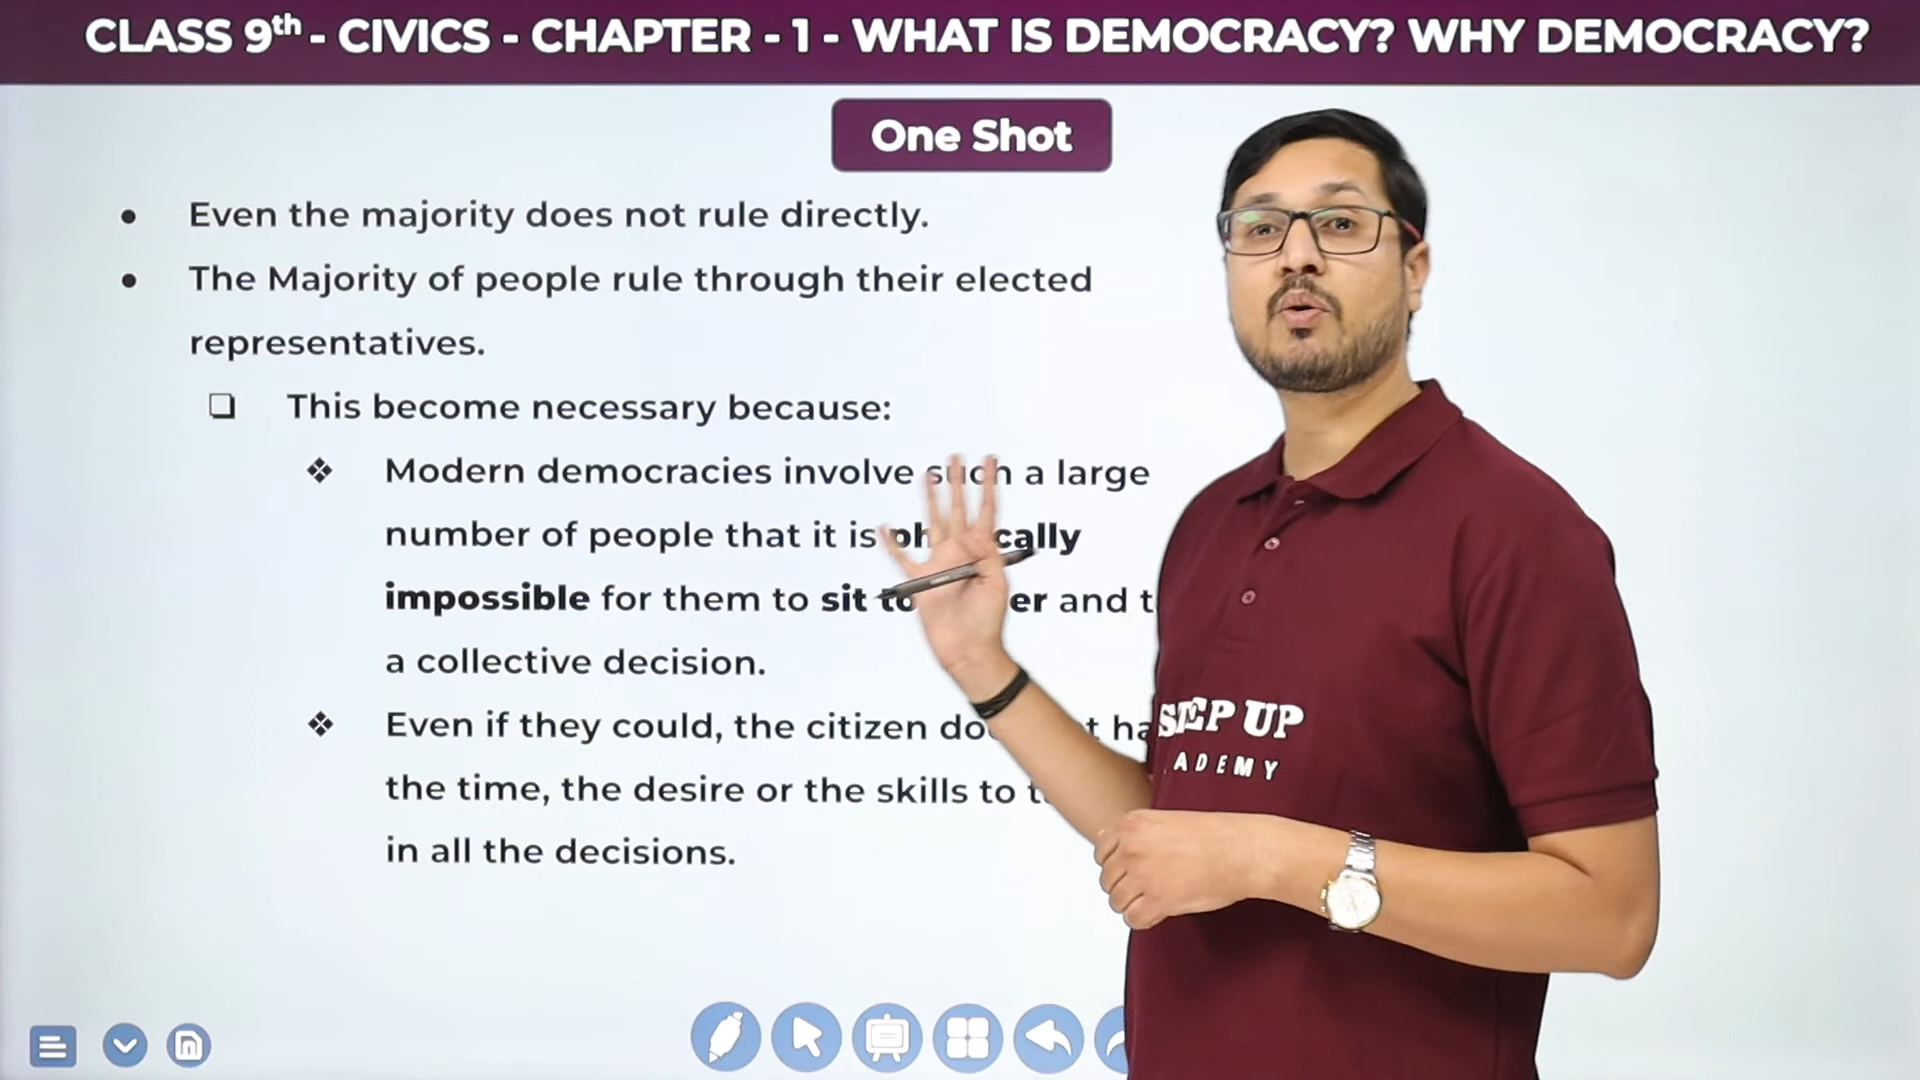 CLASS 9th - CIVICS - CHAPTER - 1 - WHAT IS DEMOCRACY? WHY DEMOCRACY?
One Shot
• Even the majority does not rule directly.
• The Majority of people rule through their elected
representatives.
❑ This become necessary because:
❖ Modern democracies involve such a large
number of people that it is
impossible for them to sit and
a collective decision.
❖ Even if they could, the citizen
the time, the desire or the skills to
in all the decisions.
STEP UP